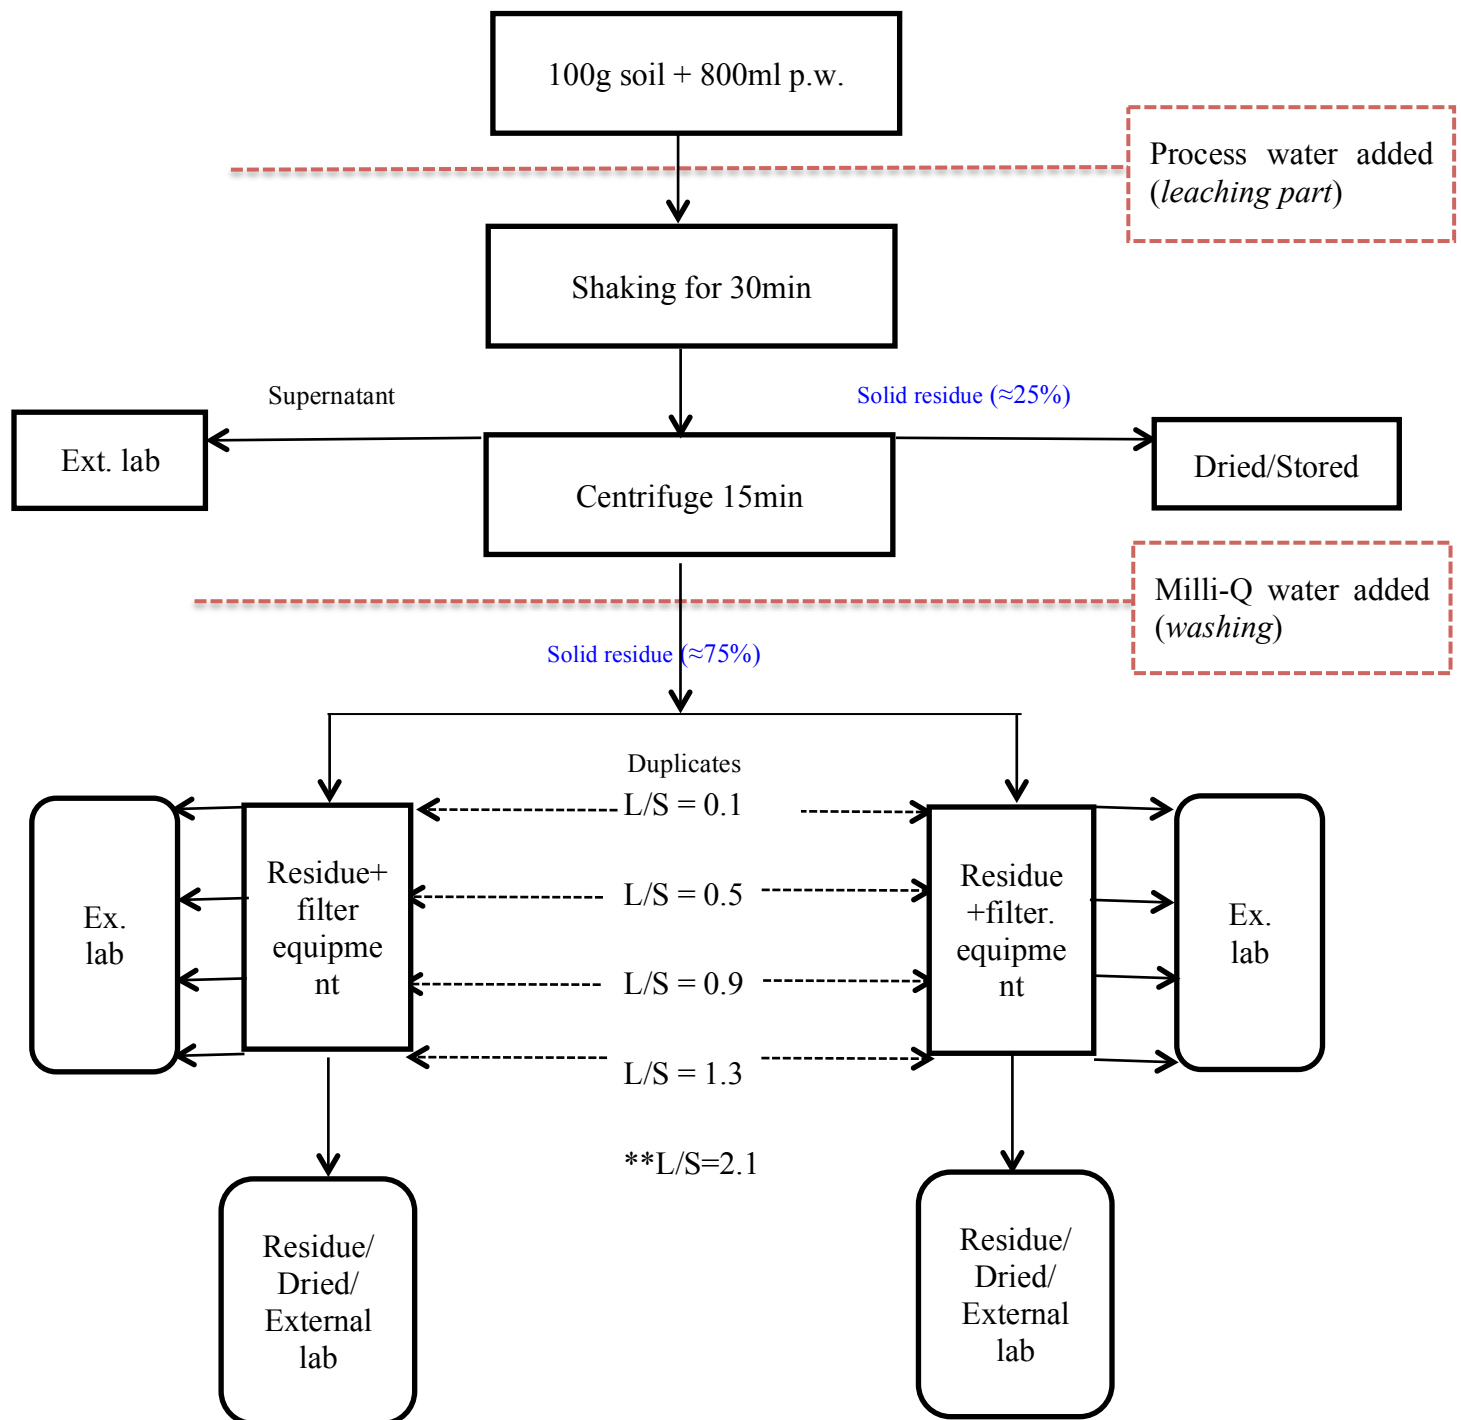 100g soil + 800ml p.w.
Process water added
(leaching part)
Shaking for 30min
Supernatant
Solid residue (≈25%)
Ext. lab
Centrifuge 15min
Dried/Stored
Milli-Q water added
(washing)
Solid residue (≈75%)
Duplicates
L/S = 0.1
L/S = 0.5
L/S = 0.9
L/S = 1.3
**L/S=2.1
Ex.
lab
Residue+
filter
equipme
nt
Residue
+filter.
equipme
nt
Ex.
lab
Residue/
Dried/
External
lab
Residue/
Dried/
External
lab